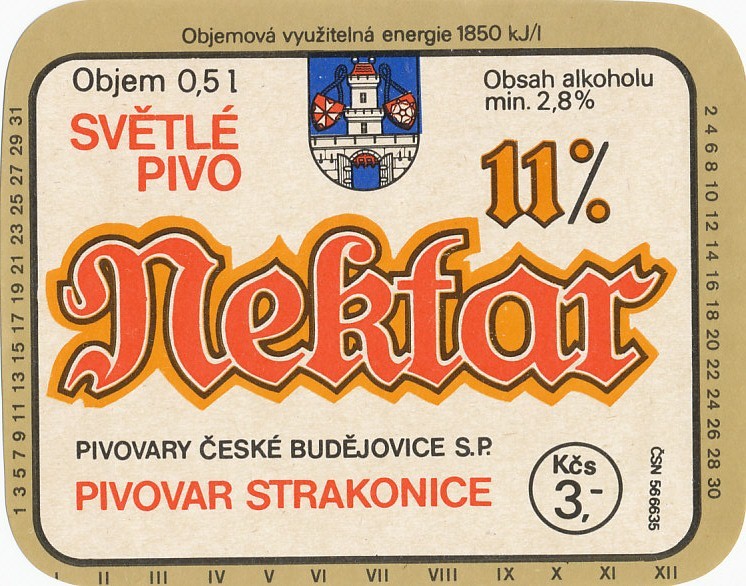 Objemová využitelná energie 1850 kJ/l
Objem 0,5 l
Obsah alkoholu
min. 2,8%
SVĚTLÉ
PIVO
11%
Nektar
PIVOVARY ČESKÉ BUDĚJOVICE S.P.
PIVOVAR STRAKONICE
Kčs
3,-
ČSN 56 6635
1 3 5 7 9 11 13 15 17 19 21 23 25 27 29 31
2 4 6 8 10 12 14 16 18 20 22 24 26 28 30
I II III IV V VI VII VIII IX X XI XII